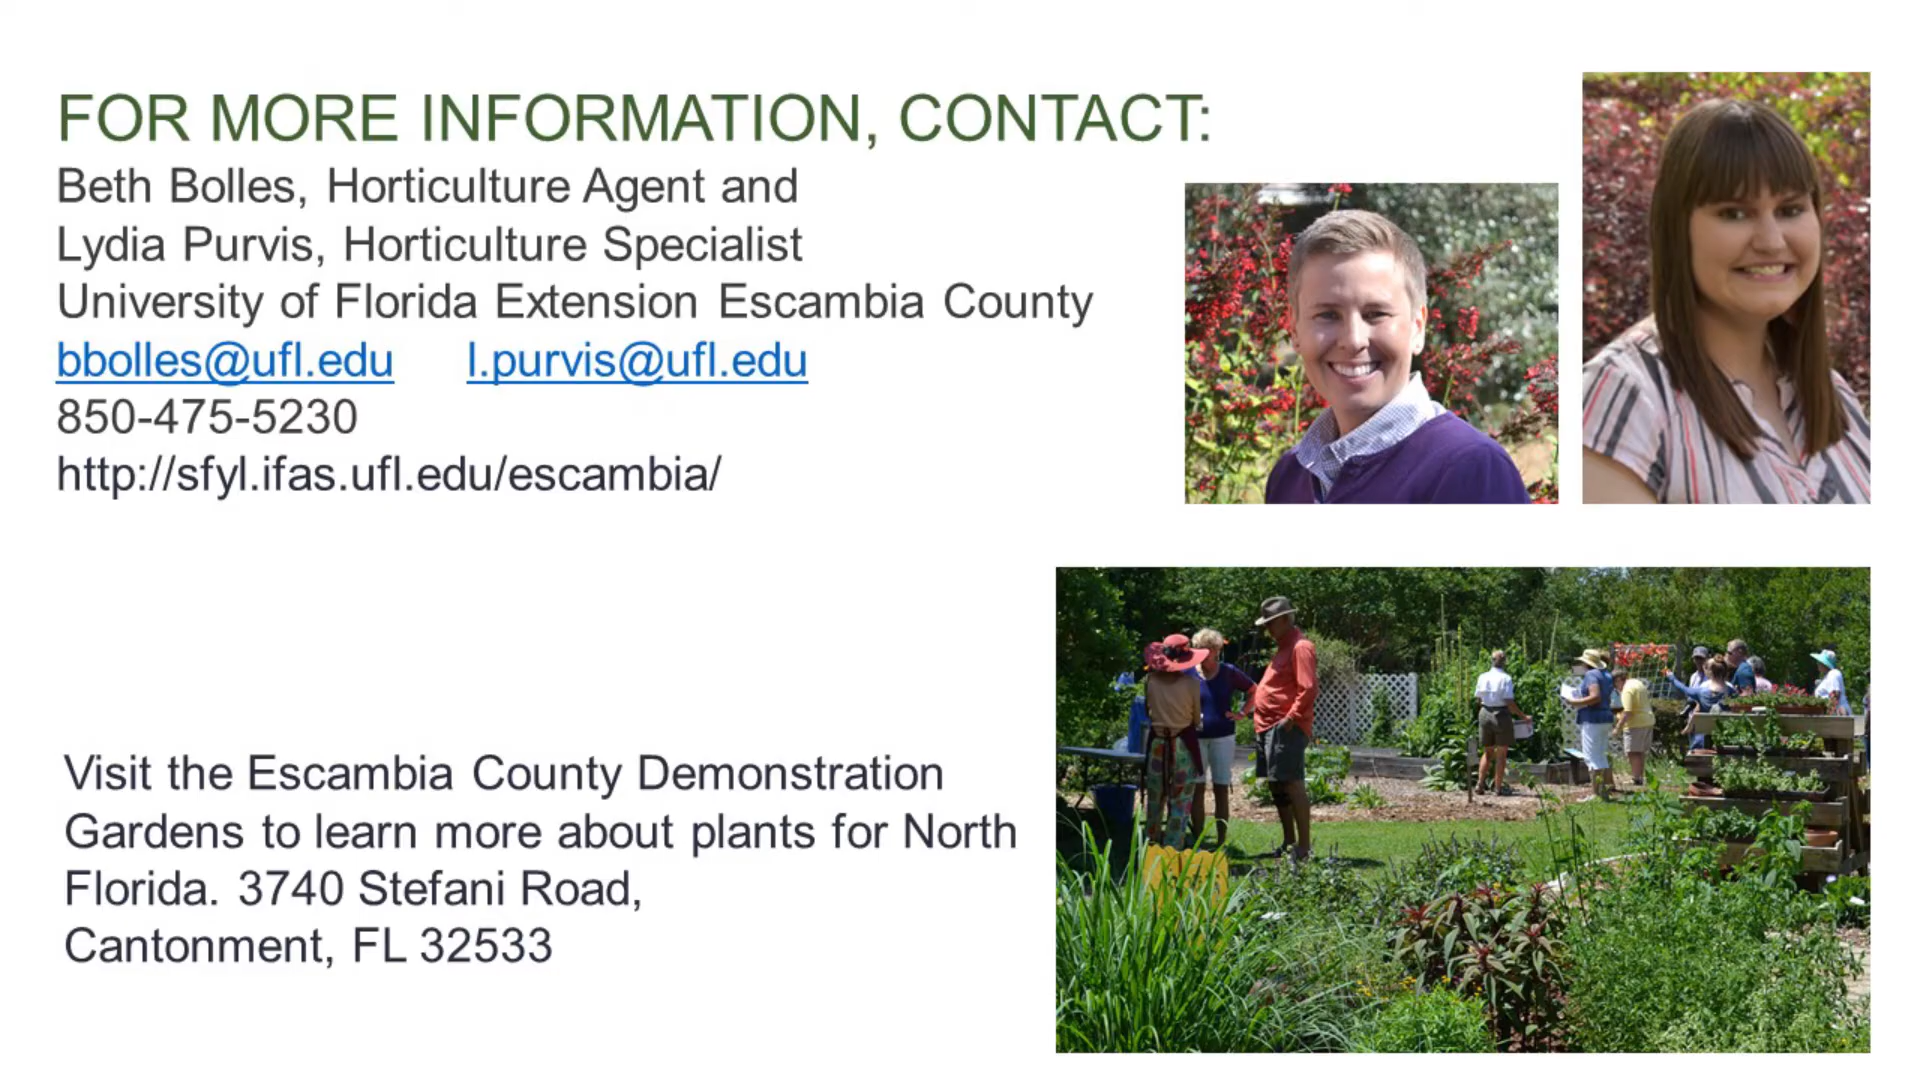 FOR MORE INFORMATION, CONTACT:
Beth Bolles, Horticulture Agent and
Lydia Purvis, Horticulture Specialist
University of Florida Extension Escambia County
bbolles@ufl.edu l.purvis@ufl.edu
850-475-5230
http://sfyl.ifas.ufl.edu/escambia/
Visit the Escambia County Demonstration
Gardens to learn more about plants for North
Florida. 3740 Stefani Road,
Cantonment, FL 32533